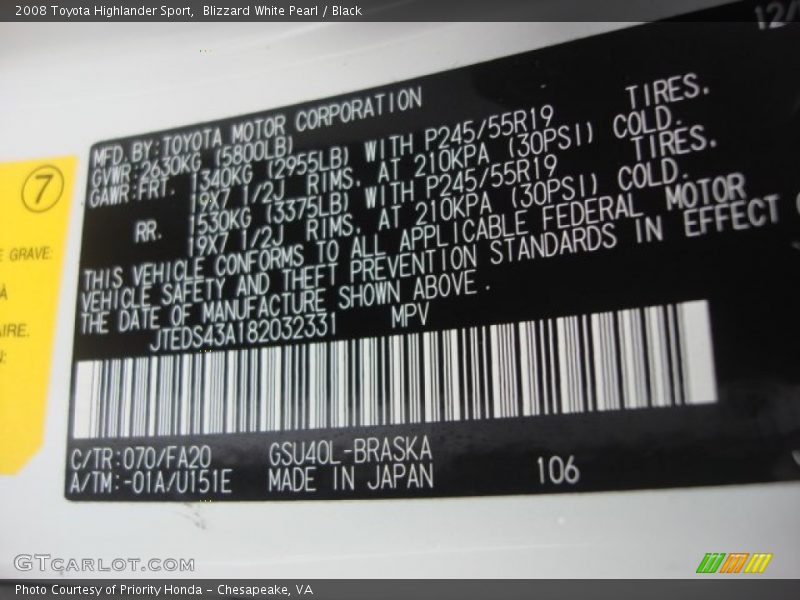 2008 Toyota Highlander Sport,  Blizzard White Pearl / Black
12/
MFD.BY:TOYOTA MOTOR CORPORATION
GVWR:2630KG (5800LB)
GAWR:FRT. 1340KG (2955LB) WITH P245/55R19 TIRES,
19X7 1/2J RIMS, AT 210KPA (30PSI) COLD.
RR. 1530KG (3375LB) WITH P245/55R19 TIRES,
19X7 1/2J RIMS, AT 210KPA (30PSI) COLD.
THIS VEHICLE CONFORMS TO ALL APPLICABLE FEDERAL MOTOR
VEHICLE SAFETY AND THEFT PREVENTION STANDARDS IN EFFECT
THE DATE OF MANUFACTURE SHOWN ABOVE.
JTEDS43A182032331 MPV
C/TR:070/FA20 GSU40L-BRASKA
A/TM:-01A/U151E MADE IN JAPAN 106
7
GRAVE:
À
AIRE.
GTCARLOT.COM
Photo Courtesy of Priority Honda - Chesapeake, VA